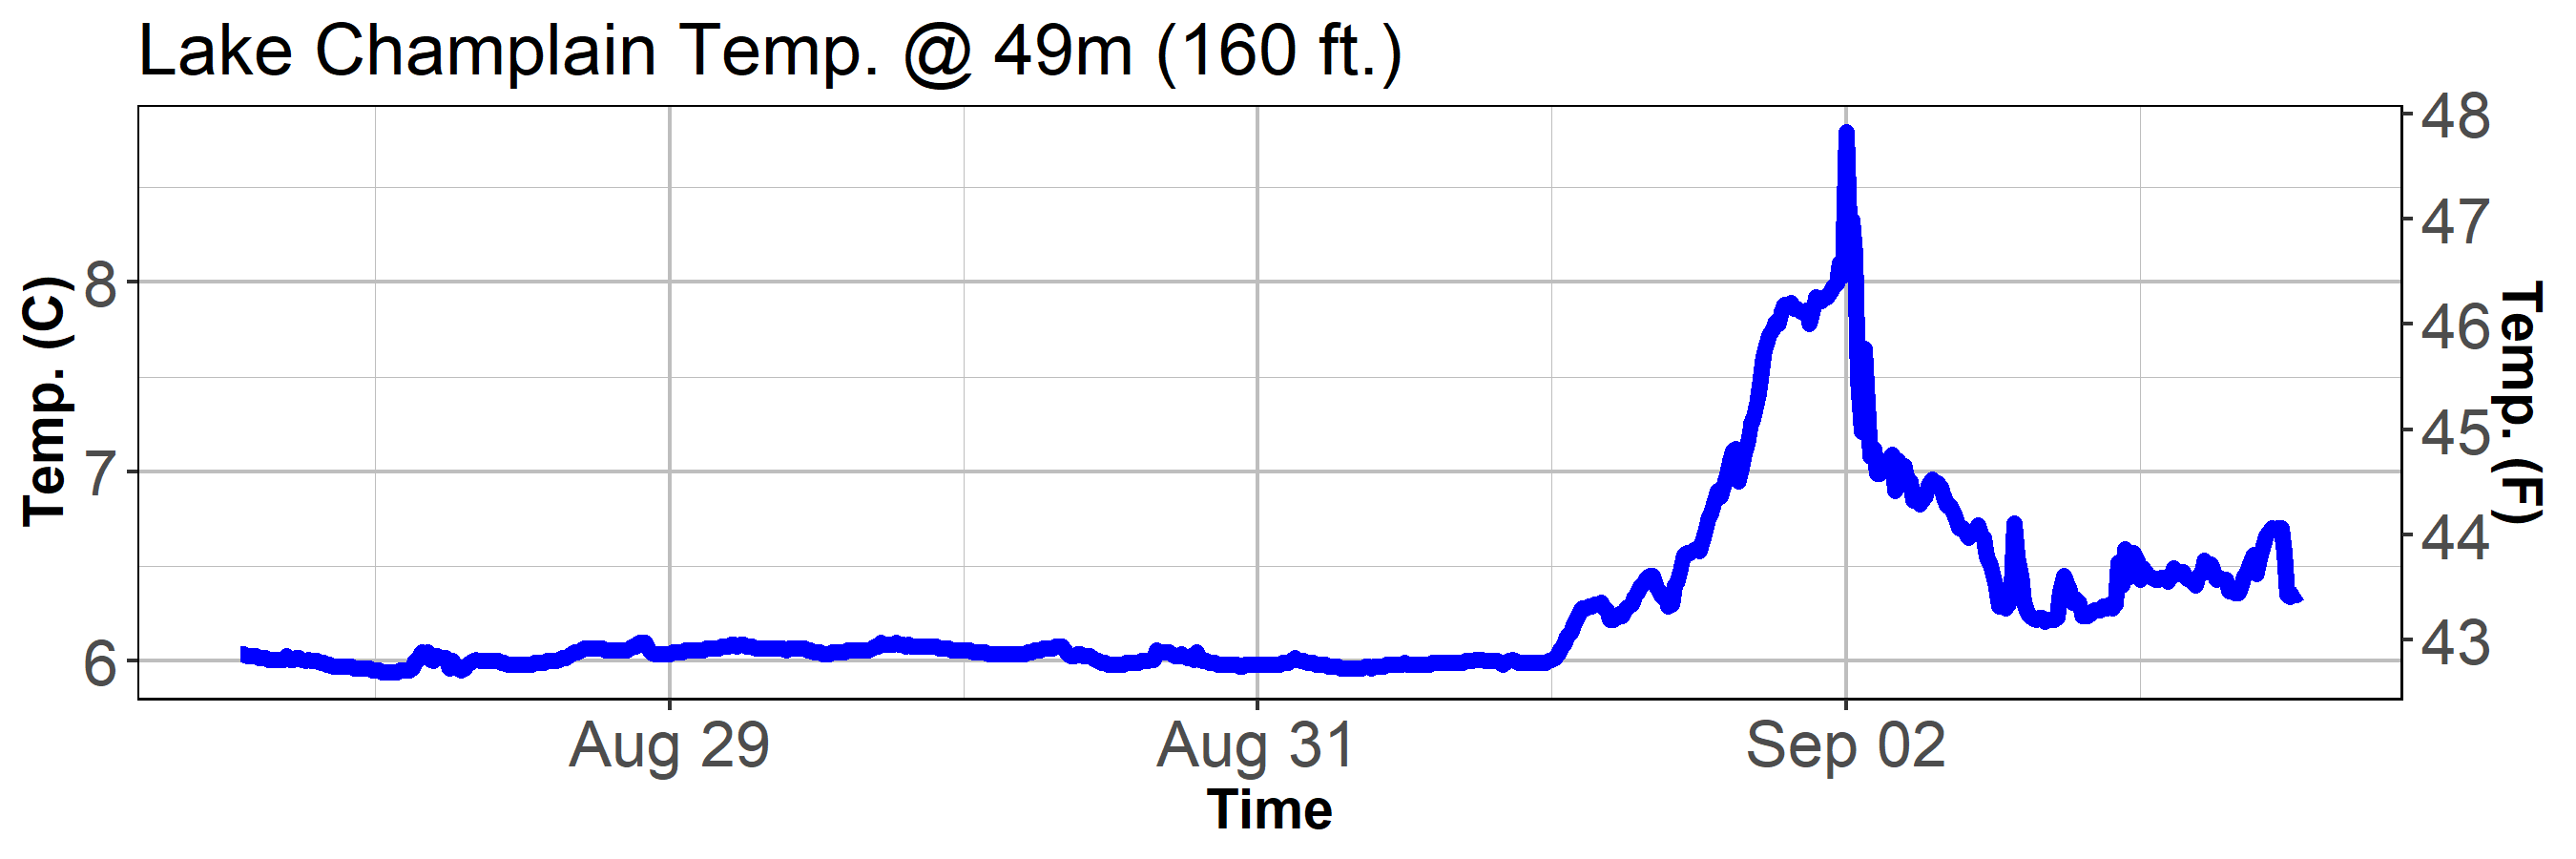 Lake Champlain Temp. @ 49m (160 ft.)
Temp. (C)
8
7
6
48
47
46
45
44
43
Temp. (F)
Aug 29
Aug 31
Sep 02
Time